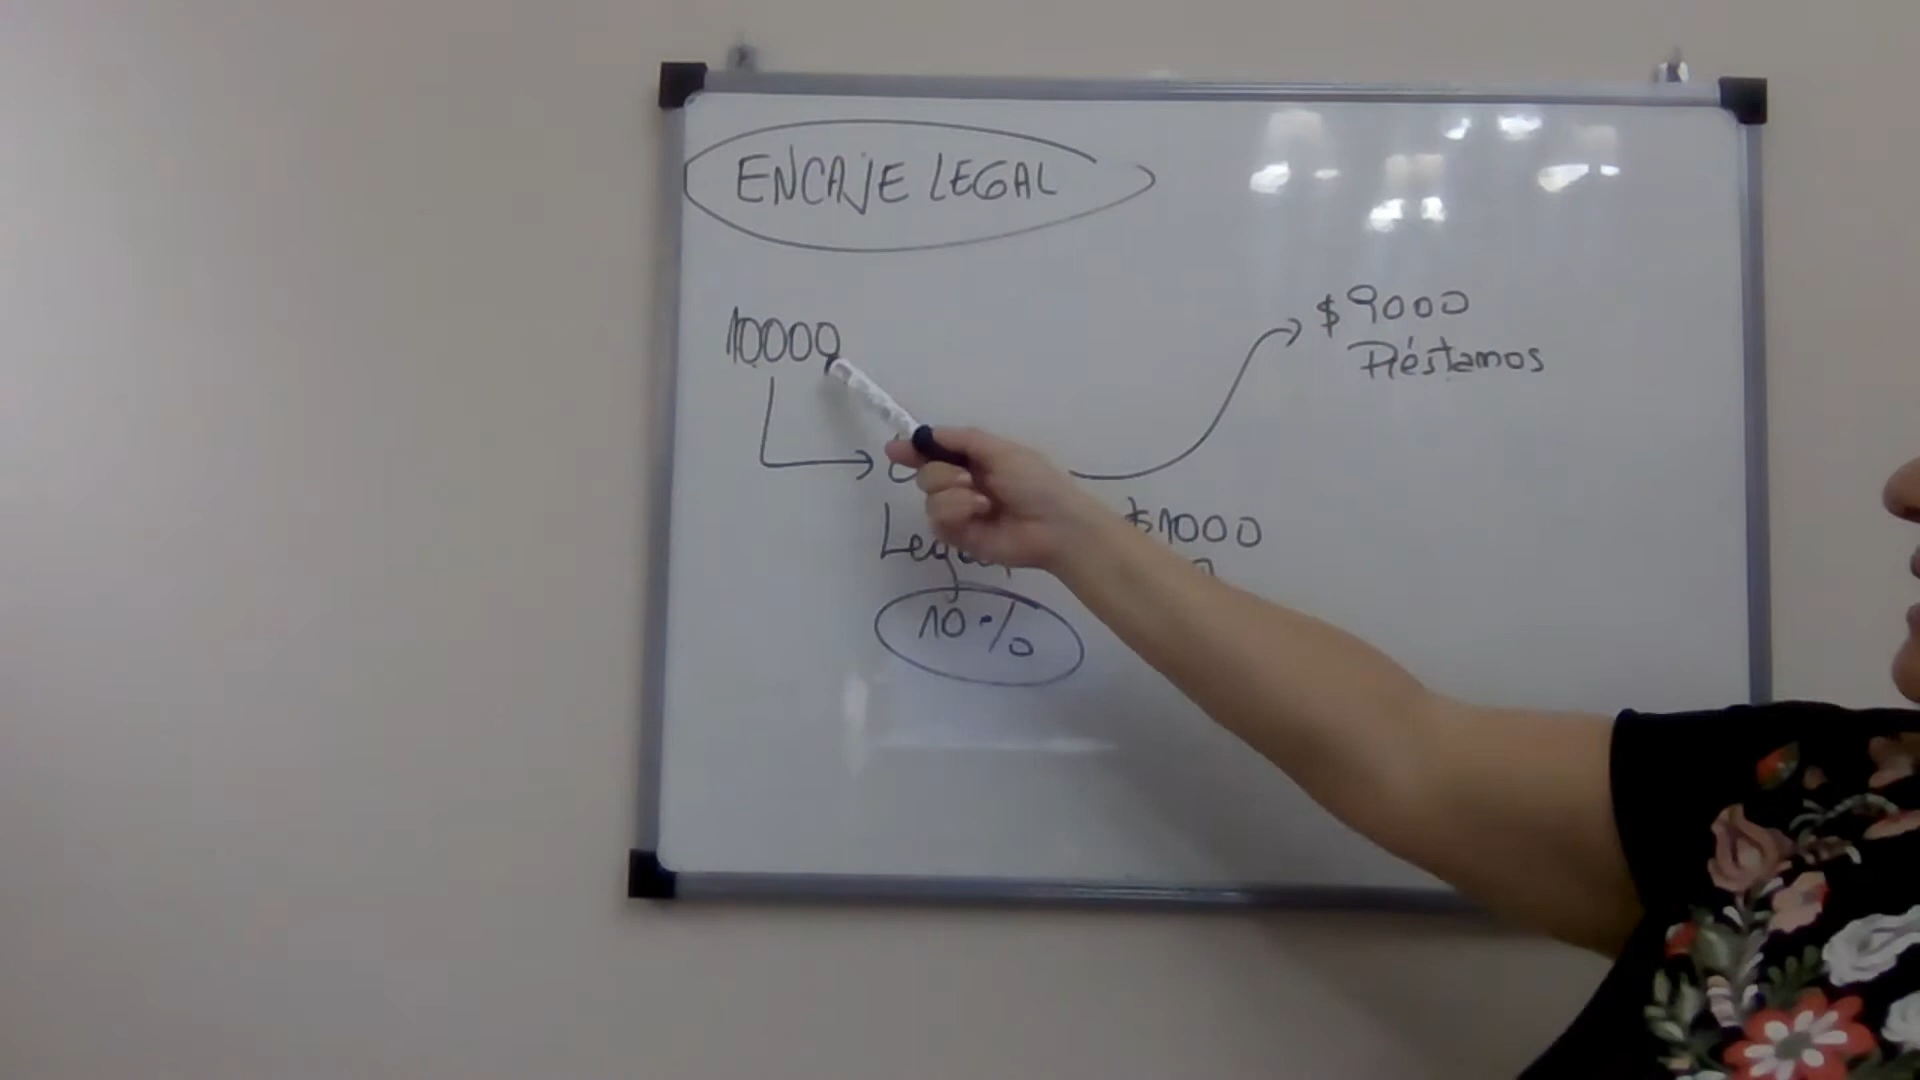 ENCAJE LEGAL
10000
$ 9000
Préstamos
Legal
$1000
10%